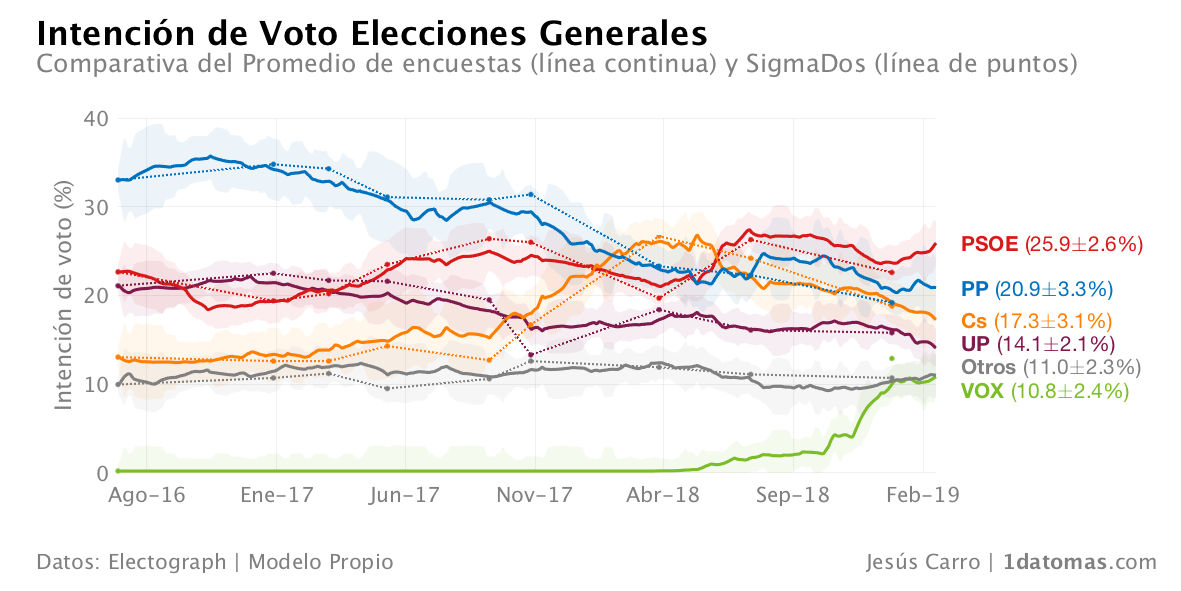 Intención de Voto Elecciones Generales
Comparativa del Promedio de encuestas (línea continua) y SigmaDos (línea de puntos)
Intención de voto (%)
40
30
20
10
0
Ago-16 Ene-17 Jun-17 Nov-17 Abr-18 Sep-18 Feb-19
PSOE (25.9±2.6%)
PP (20.9±3.3%)
Cs (17.3±3.1%)
UP (14.1±2.1%)
Otros (11.0±2.3%)
VOX (10.8±2.4%)
Datos: Electograph | Modelo Propio
Jesús Carro | 1datomas.com